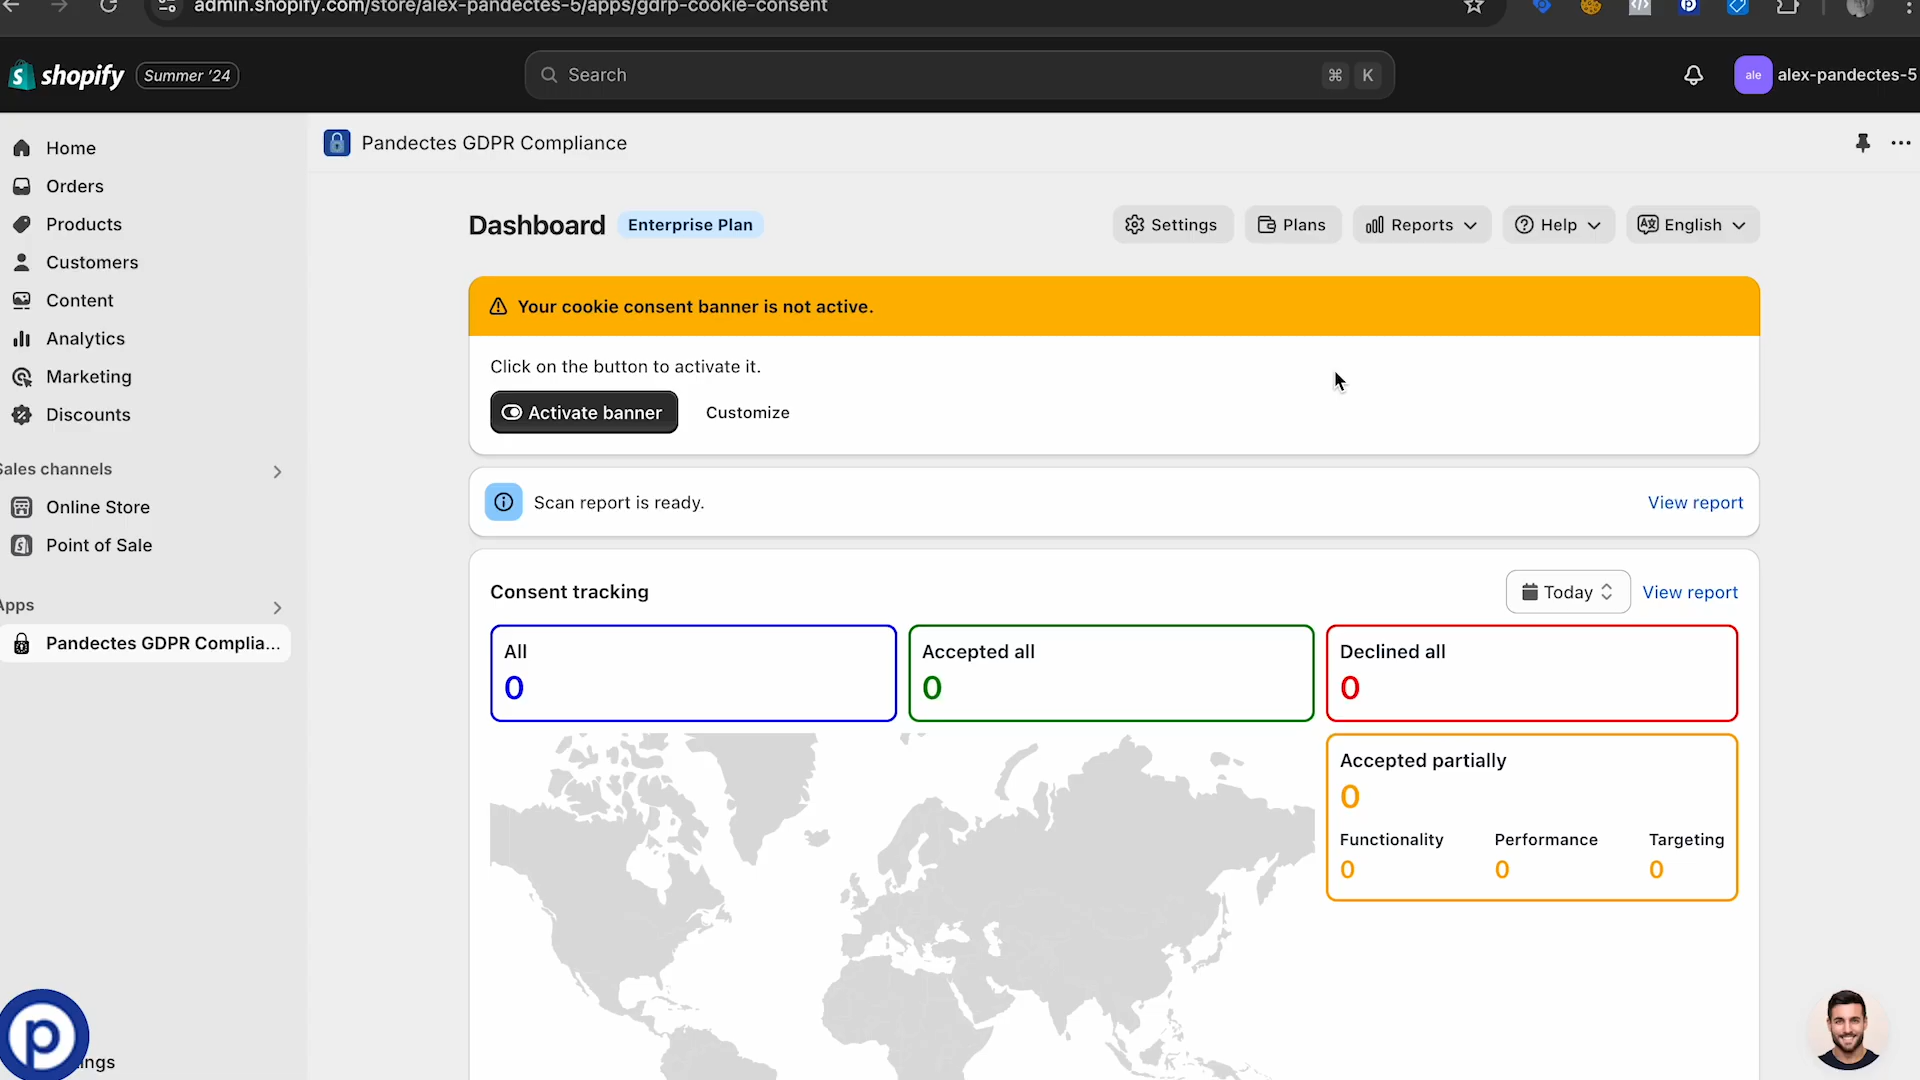 admin.shopify.com/store/alex-pandectes-5/apps/gdrp-cookie-consent
shopify
Summer '24
Search
⌘ K
ale
alex-pandectes-5
Home
Orders
Products
Customers
Content
Analytics
Marketing
Discounts
Sales channels
Online Store
Point of Sale
Apps
Pandectes GDPR Complia...
ngs
Pandectes GDPR Compliance
Dashboard
Enterprise Plan
Settings
Plans
Reports
Help
English
Your cookie consent banner is not active.
Click on the button to activate it.
Activate banner
Customize
Scan report is ready.
View report
Consent tracking
Today
View report
All
0
Accepted all
0
Declined all
0
Accepted partially
0
Functionality Performance Targeting
0 0 0